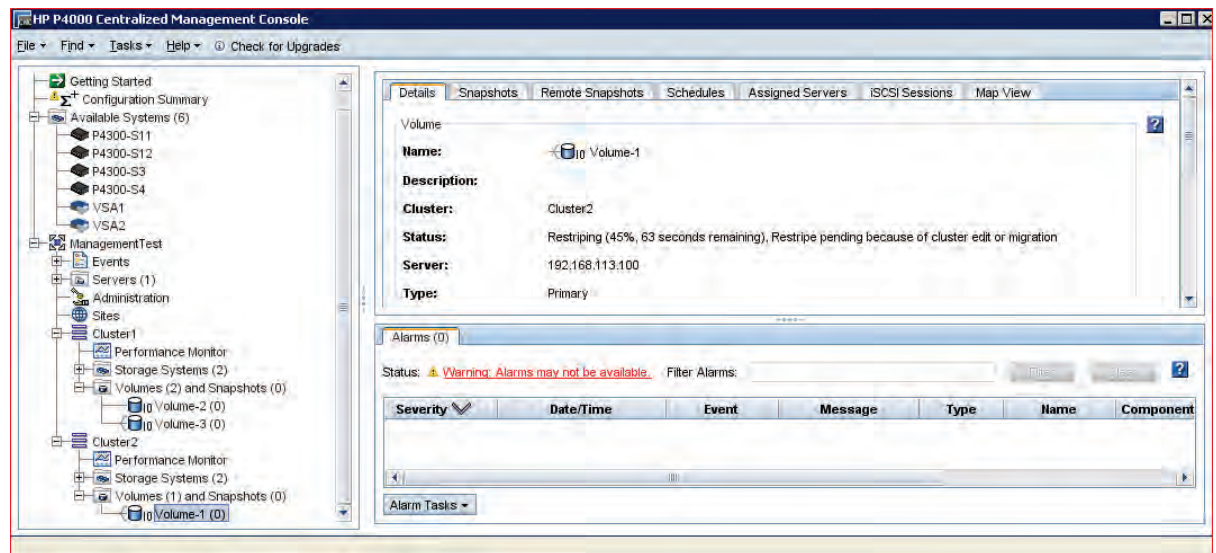 HP P4000 Centralized Management Console
File Find Tasks Help Check for Upgrades
Getting Started
Configuration Summary
Available Systems (6)
P4300-S11
P4300-S12
P4300-S3
P4300-S4
VSA1
VSA2
ManagementTest
Events
Servers (1)
Administration
Sites
Cluster1
Performance Monitor
Storage Systems (2)
Volumes (2) and Snapshots (0)
Volume-2 (0)
Volume-3 (0)
Cluster2
Performance Monitor
Storage Systems (2)
Volumes (1) and Snapshots (0)
Volume-1 (0)
Details Snapshots Remote Snapshots Schedules Assigned Servers iSCSI Sessions Map View
Volume
Name: Volume-1
Description:
Cluster: Cluster2
Status: Restriping (45%, 63 seconds remaining), Restripe pending because of cluster edit or migration
Server: 192.168.113.100
Type: Primary
Alarms (0)
Status: Warning: Alarms may not be available. Filter Alarms:
Severity Date/Time Event Message Type Name Component
Alarm Tasks